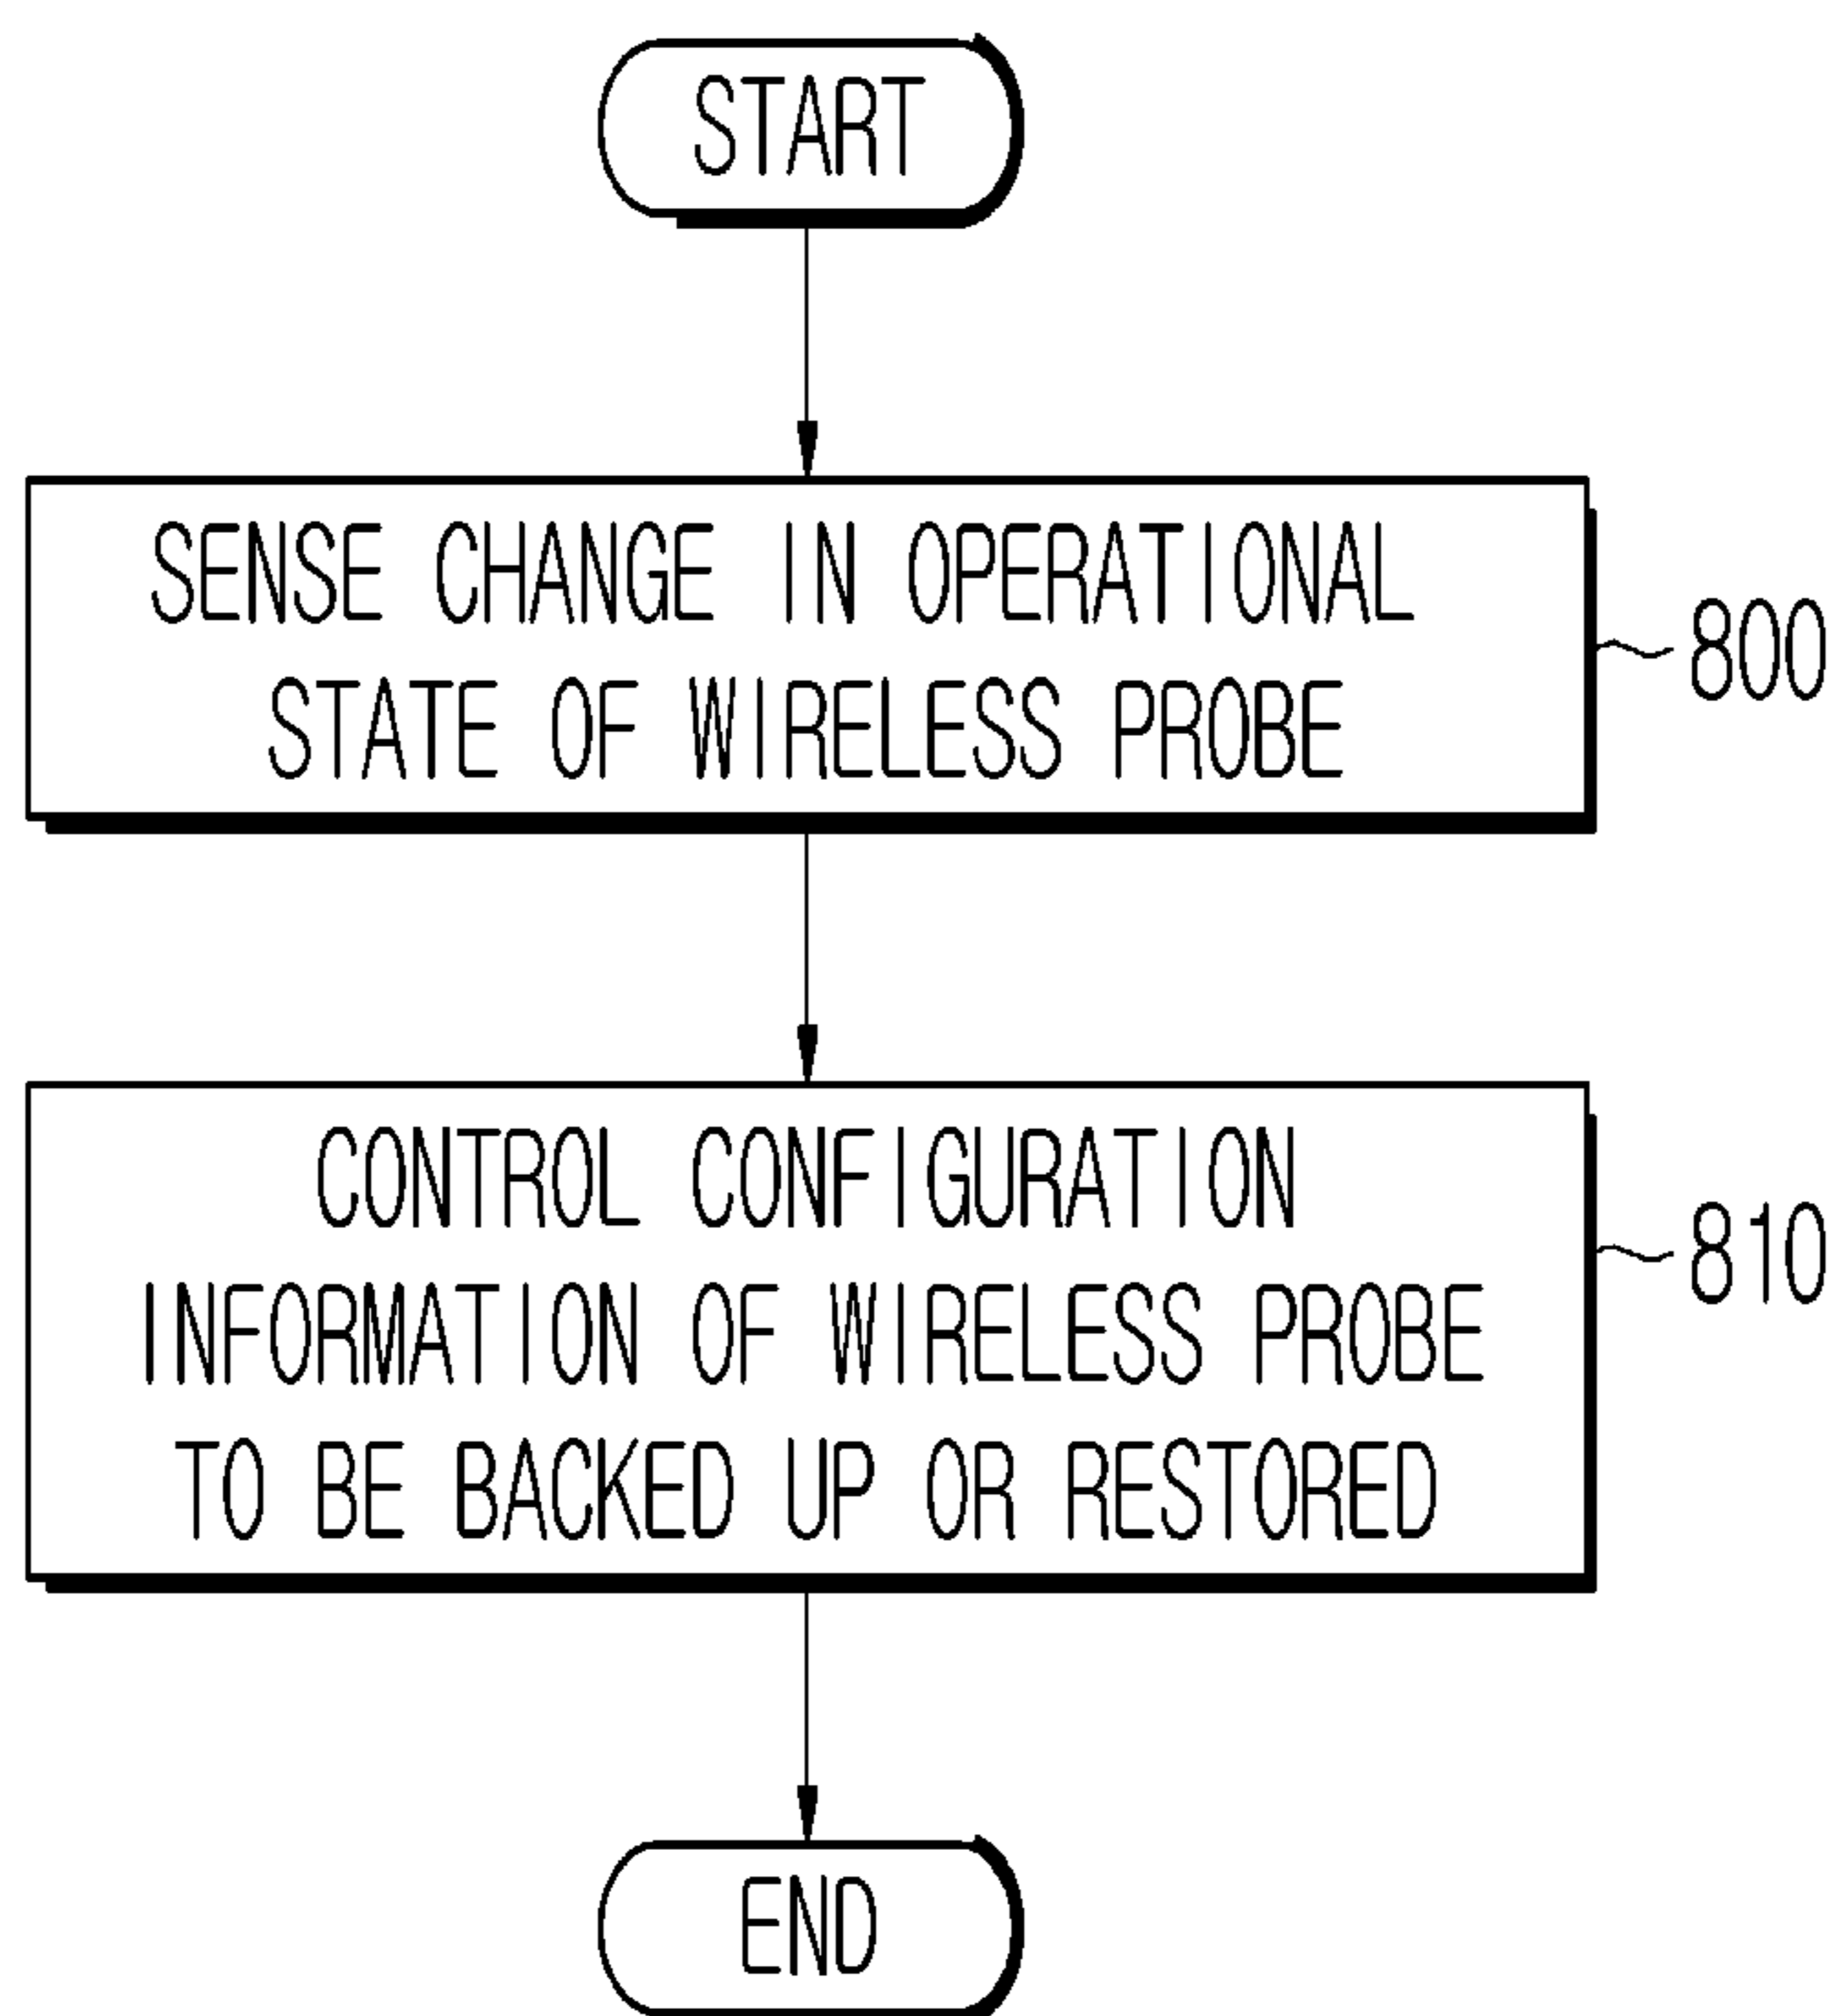 START
SENSE CHANGE IN OPERATIONAL
STATE OF WIRELESS PROBE
800
CONTROL CONFIGURATION
INFORMATION OF WIRELESS PROBE
TO BE BACKED UP OR RESTORED
810
END